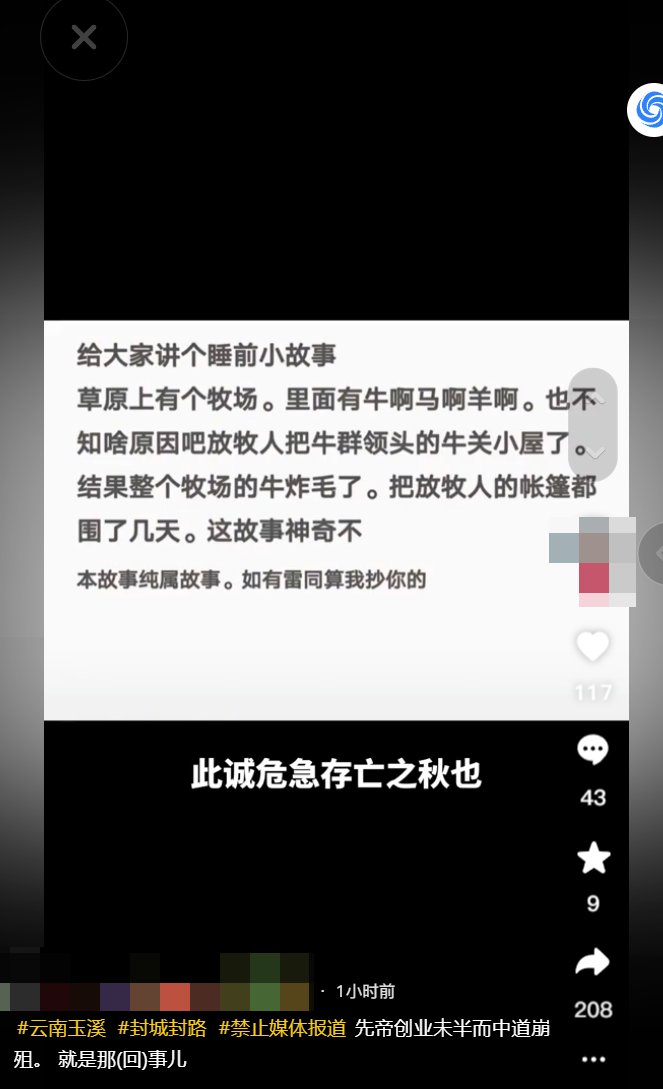 给大家讲个睡前小故事
草原上有个牧场。里面有牛啊马啊羊啊。也不
知啥原因吧放牧人把牛群领头的牛关小屋了。
结果整个牧场的牛炸毛了。把放牧人的帐篷都
围了几天。这故事神奇不
本故事纯属故事。如有雷同算我抄你的
117
此诚危急存亡之秋也
43
9
· 1小时前
208
#云南玉溪 #封城封路 #禁止媒体报道 先帝创业未半而中道崩
殂。 就是那(回)事儿